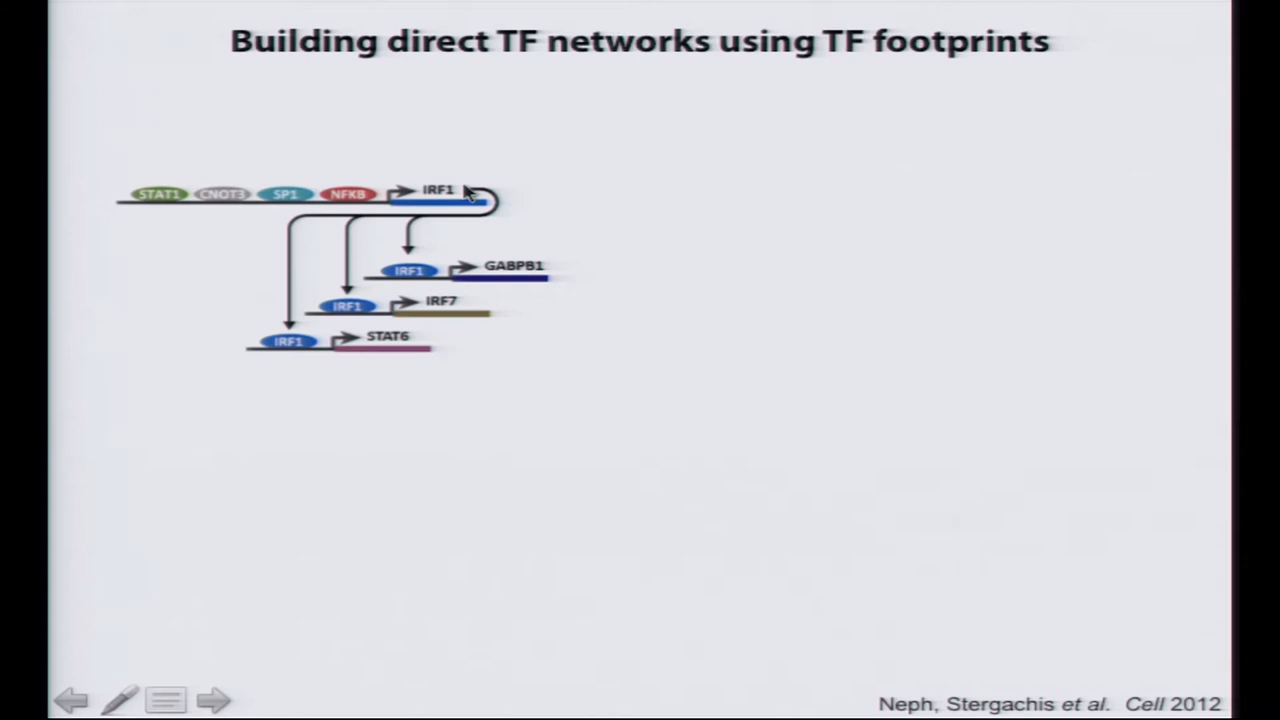 Building direct TF networks using TF footprints
STAT1 CNOT3 SP1 NFKB IRF1
IRF1 GABPB1
IRF1 IRF7
IRF1 STAT6
Neph, Stergachis et al. Cell 2012